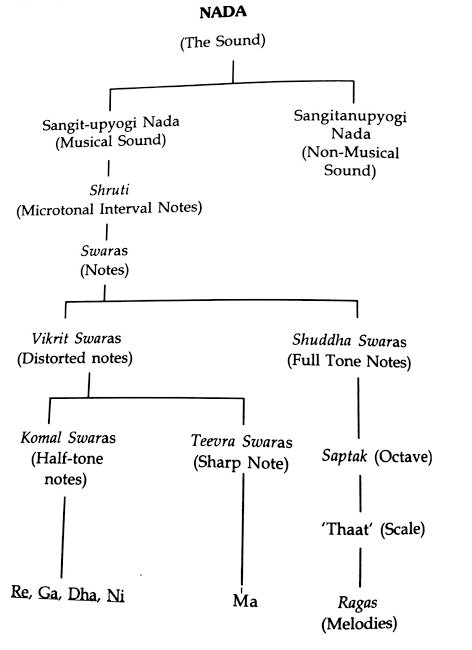 NADA
(The Sound)
Sangit-upyogi Nada
(Musical Sound)
Sangitanupyogi
Nada
(Non-Musical
Sound)
Shruti
(Microtonal Interval Notes)
Swaras
(Notes)
Vikrit Swaras
(Distorted notes)
Shuddha Swaras
(Full Tone Notes)
Komal Swaras
(Half-tone
notes)
Teevra Swaras
(Sharp Note)
Saptak (Octave)
'Thaat' (Scale)
Re, Ga, Dha, Ni
Ma
Ragas
(Melodies)